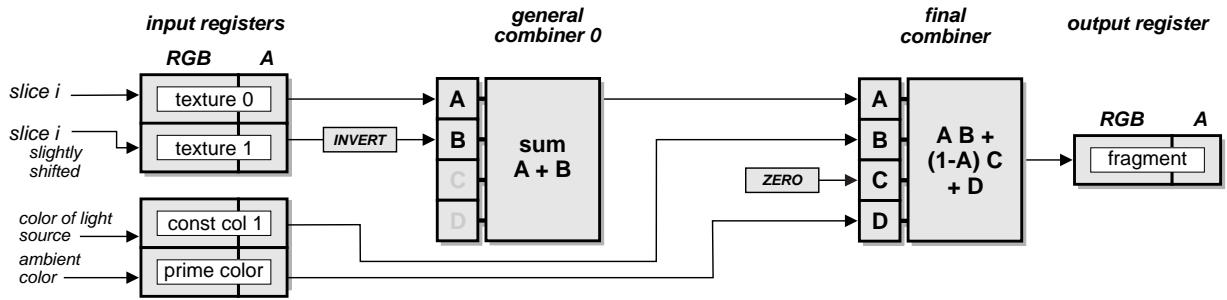 input registers
general
combiner 0
final
combiner
output register
RGB A
slice i
texture 0
slice i
slightly
shifted
texture 1
INVERT
color of light
source
const col 1
ambient
color
prime color
A
B
C
D
sum
A + B
ZERO
A
B
C
D
A B +
(1-A) C
+ D
RGB A
fragment